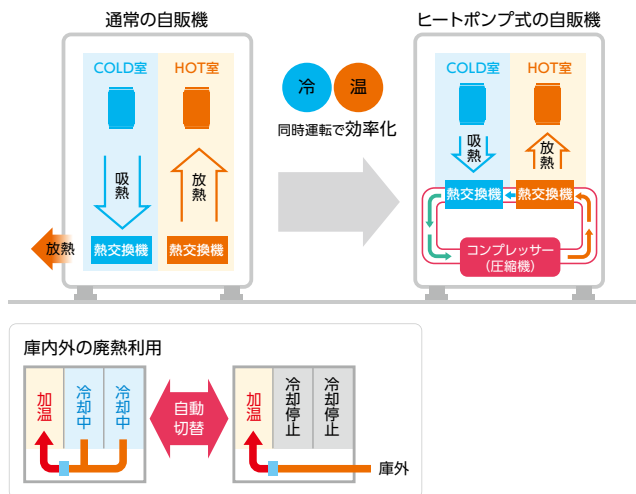 通常の自販機
COLD室
HOT室
吸熱
放熱
放熱
熱交換機
熱交換機
冷
温
同時運転で効率化
ヒートポンプ式の自販機
COLD室
HOT室
吸熱
放熱
熱交換機
熱交換機
コンプレッサー
(圧縮機)
庫内外の廃熱利用
加温
冷却中
冷却中
自動
切替
加温
冷却停止
冷却停止
庫外